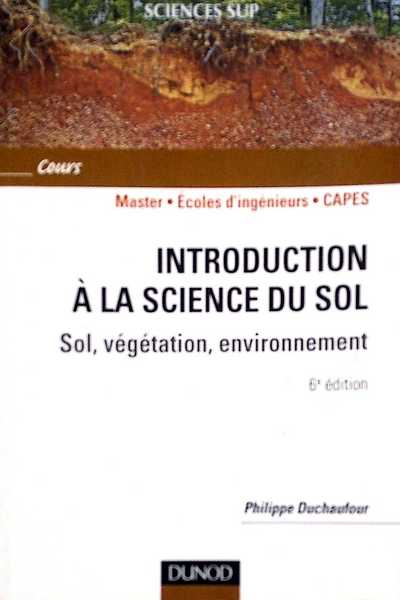 SCIENCES SUP
Cours
Master • Écoles d'ingénieurs • CAPES
INTRODUCTION
À LA SCIENCE DU SOL
Sol, végétation, environnement
6e édition
Philippe Duchaufour
DUNOD